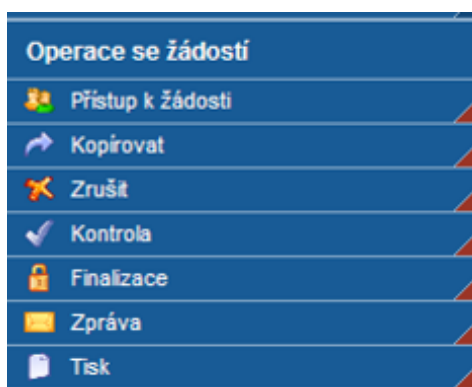 Operace se žádostí
Přístup k žádosti
Kopírovat
Zrušit
Kontrola
Finalizace
Zpráva
Tisk